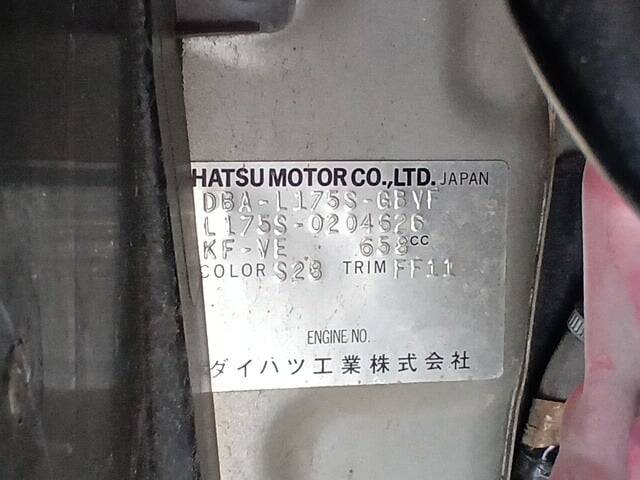 HATSU MOTOR CO.,LTD. JAPAN
DBA-L175S-GBVF
L175S-0204626
KF-VE 658CC
COLOR S28 TRIM FF11
ENGINE NO.
ダイハツ工業株式会社